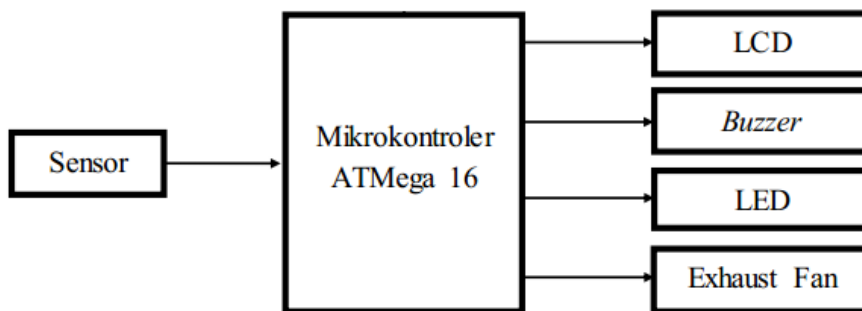 Sensor
Mikrokontroler
ATMega 16
LCD
Buzzer
LED
Exhaust Fan